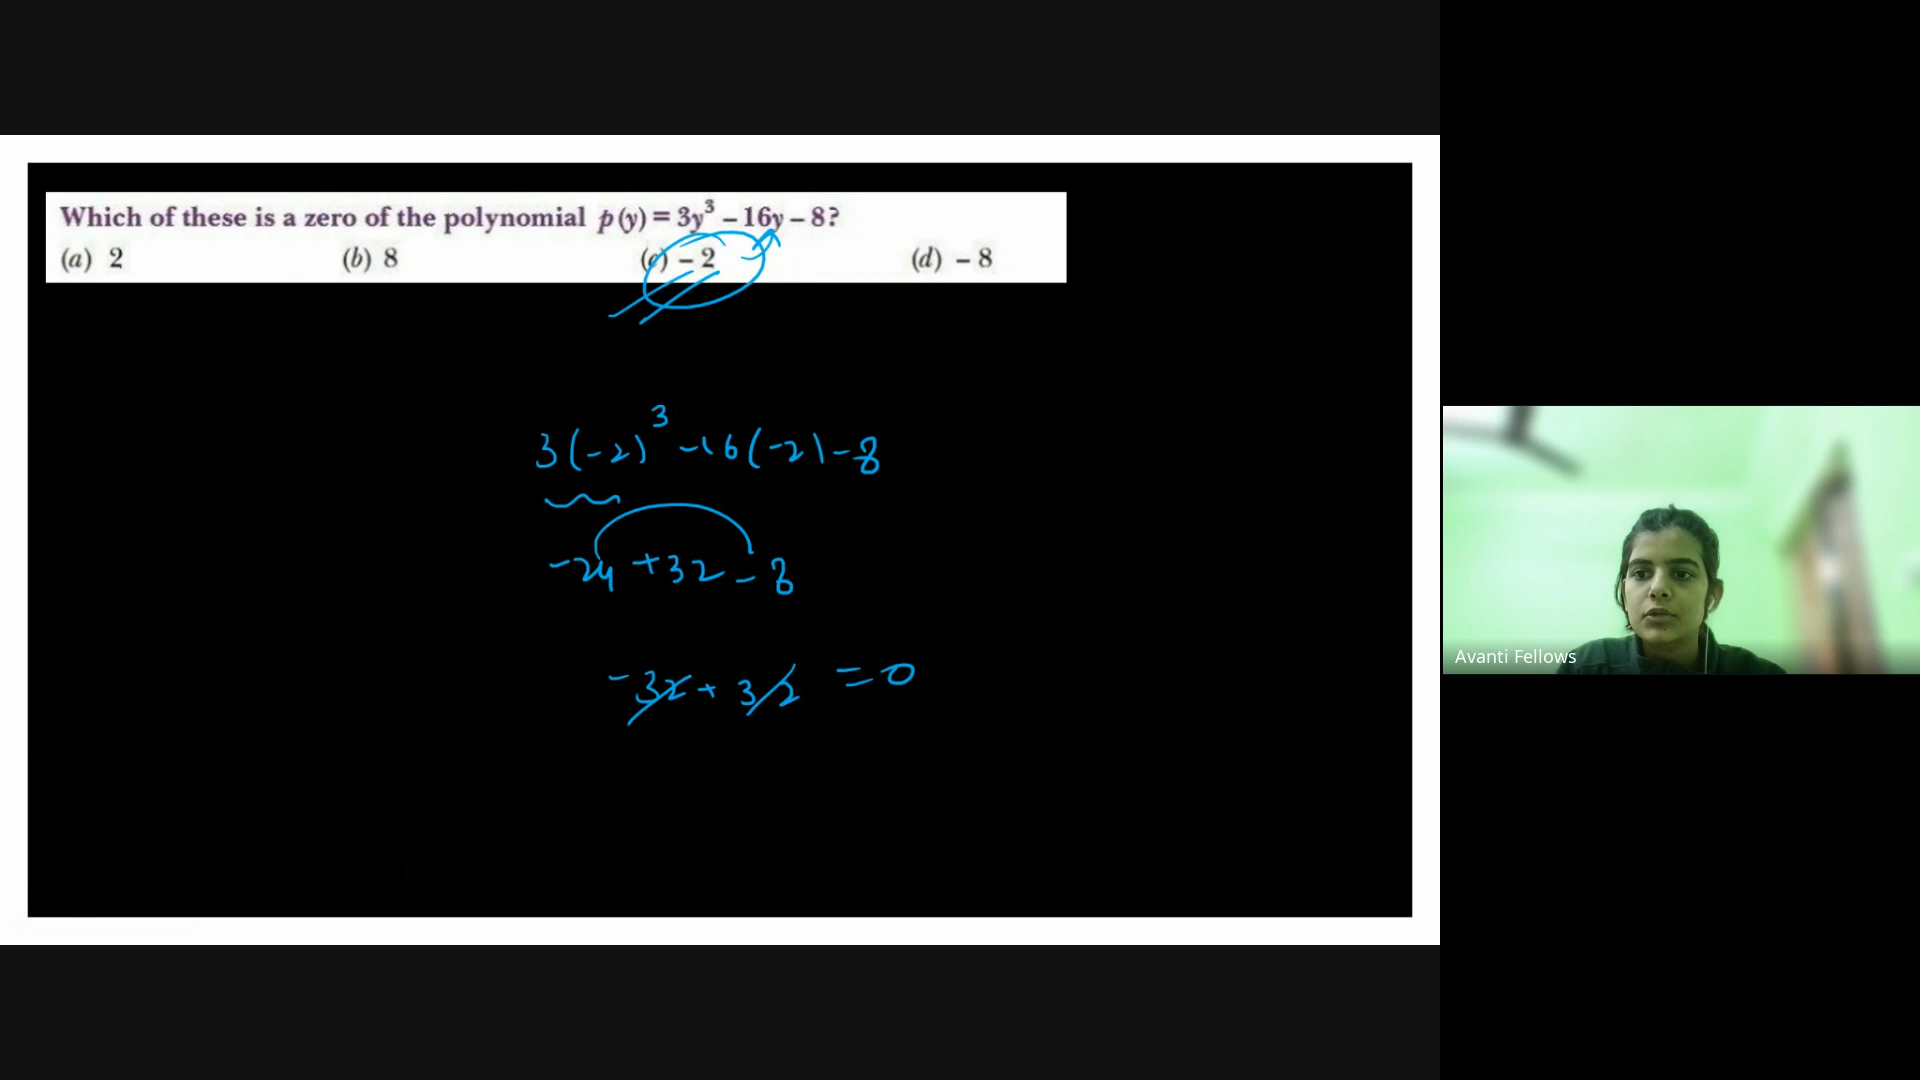 Which of these is a zero of the polynomial p(y) = 3y³ – 16y – 8?
(a) 2 (b) 8 (c) – 2 (d) – 8
3(-2)³ -16(-2) -8
-24 +32 -8
-32 + 32 = 0
Avanti Fellows